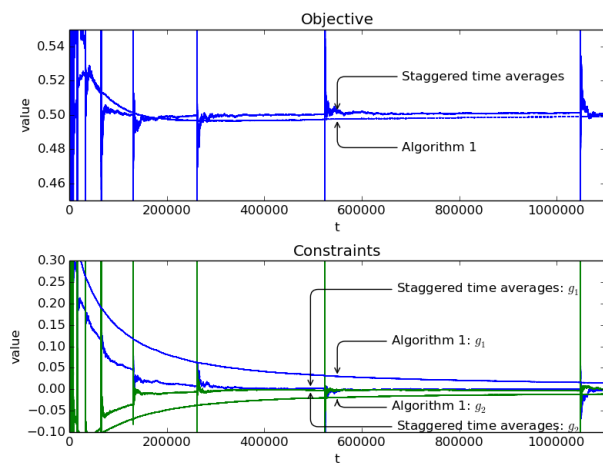 Objective
0.54
0.52
0.50
0.48
0.46
value
Staggered time averages
Algorithm 1
0 200000 400000 600000 800000 1000000
t
Constraints
0.30
0.25
0.20
0.15
0.10
0.05
0.00
−0.05
−0.10
value
Staggered time averages: g₁
Algorithm 1: g₁
Algorithm 1: g₂
Staggered time averages: g₂
0 200000 400000 600000 800000 1000000
t